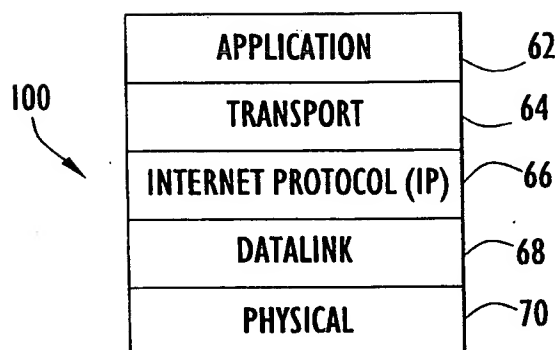 APPLICATION 62
100
TRANSPORT 64
INTERNET PROTOCOL (IP) 66
DATALINK 68
PHYSICAL 70